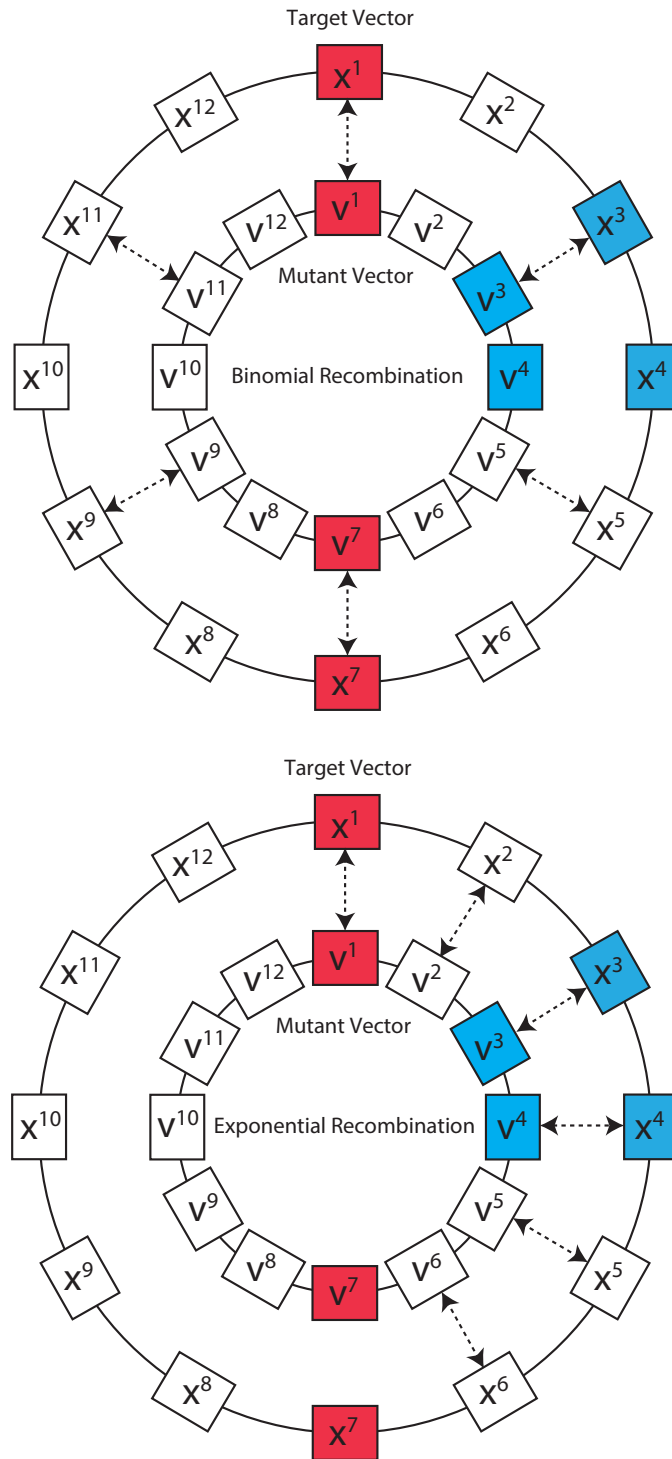 Target Vector
x¹
x¹²
x²
x¹¹
x³
v¹
v¹²
v²
Mutant Vector
v¹¹
v³
x¹⁰
v¹⁰
Binomial Recombination
v⁴
x⁴
v⁹
v⁵
x⁹
v⁸
v⁶
x⁵
v⁷
x⁸
x⁶
x⁷
Target Vector
x¹
x¹²
x²
x¹¹
x³
v¹
v¹²
v²
Mutant Vector
v¹¹
v³
x¹⁰
v¹⁰
Exponential Recombination
v⁴
x⁴
v⁹
v⁵
x⁹
v⁸
v⁶
x⁵
v⁷
x⁸
x⁶
x⁷